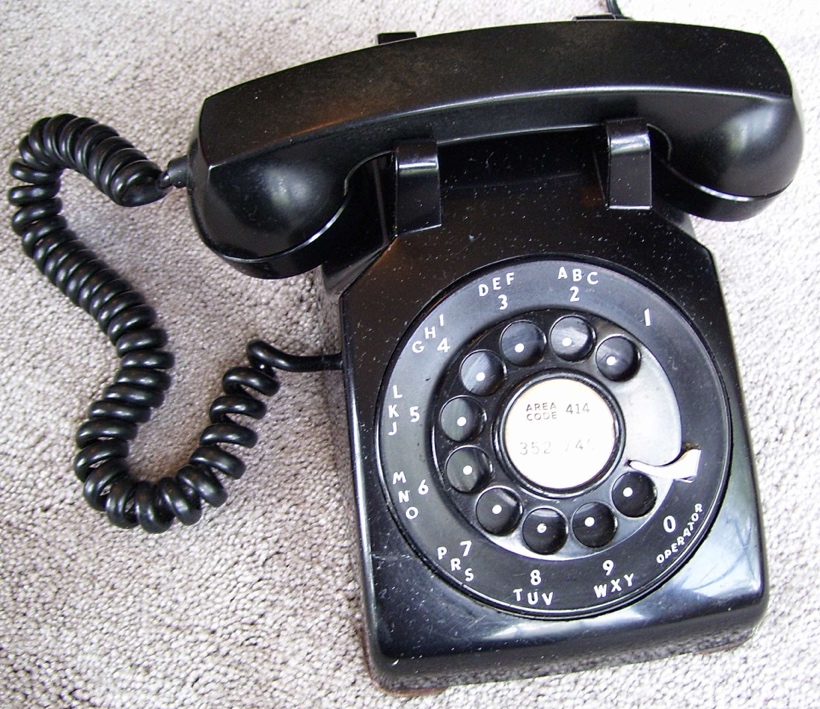 1
ABC
2
DEF
3
GHI
4
JKL
5
MNO
6
PRS
7
TUV
8
WXY
9
0
OPERATOR
AREA
CODE 414
352